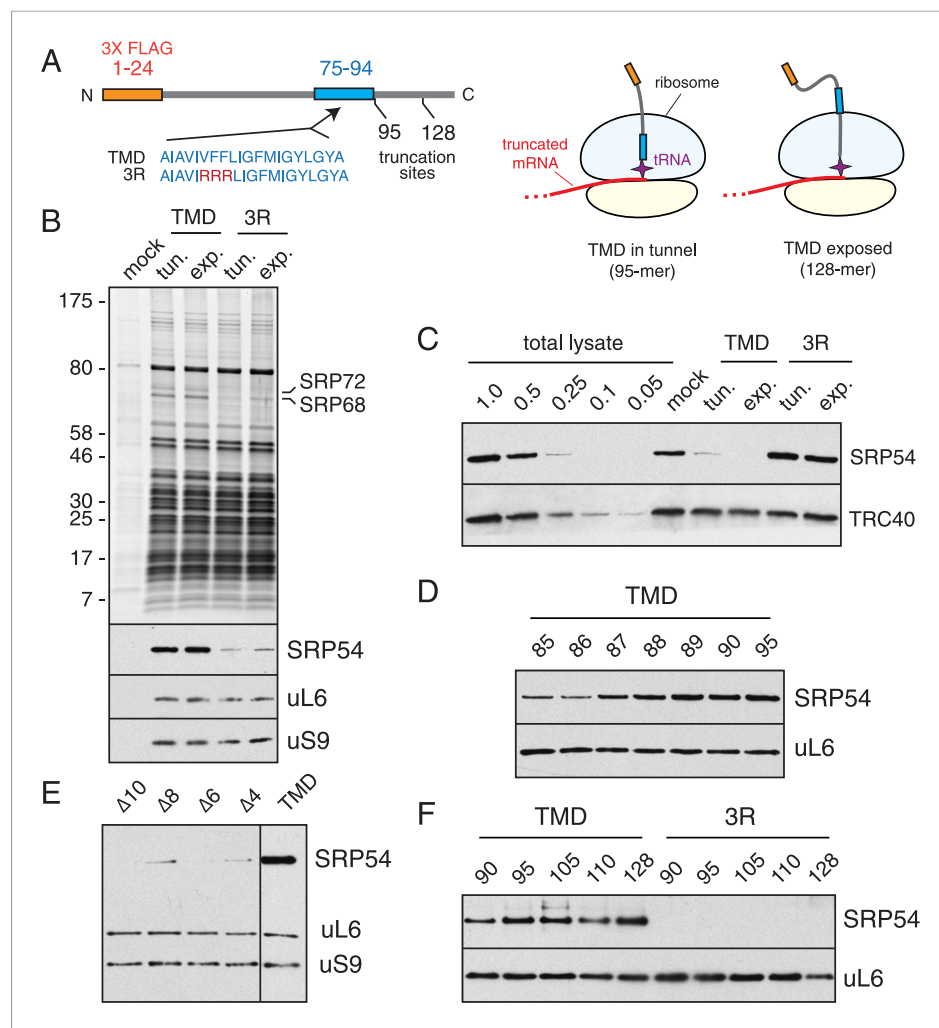 A
3X FLAG
1-24
75-94
N
C
95
128
TMD AIAVIVFFLIGFMIGYLGYA
3R AIAVIRRRLIGFMIGYLGYA
truncation
sites
ribosome
truncated
mRNA
tRNA
TMD in tunnel
(95-mer)
TMD exposed
(128-mer)
B
TMD 3R
mock tun. exp. tun. exp.
175 -
80 -
58 -
46 -
30 -
25 -
17 -
7 -
SRP72
SRP68
SRP54
uL6
uS9
C
total lysate TMD 3R
1.0 0.5 0.25 0.1 0.05 mock tun. exp. tun. exp.
SRP54
TRC40
D
TMD
85 86 87 88 89 90 95
SRP54
uL6
E
Δ10 Δ8 Δ6 Δ4 TMD
SRP54
uL6
uS9
F
TMD 3R
90 95 105 110 128 90 95 105 110 128
SRP54
uL6